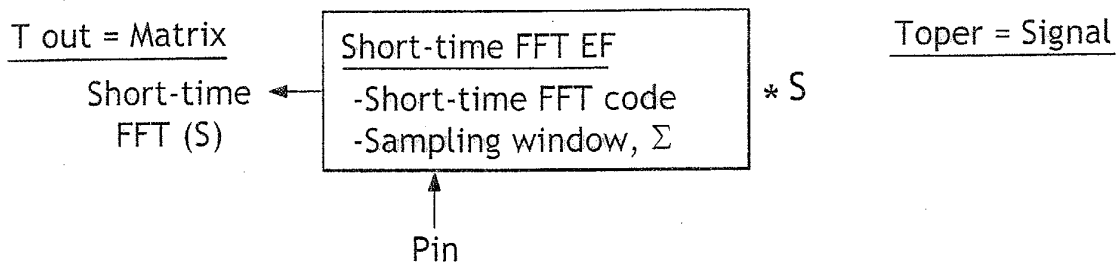 T out = Matrix
Short-time
FFT (S)
Short-time FFT EF
-Short-time FFT code
-Sampling window, Σ
* S
Toper = Signal
Pin